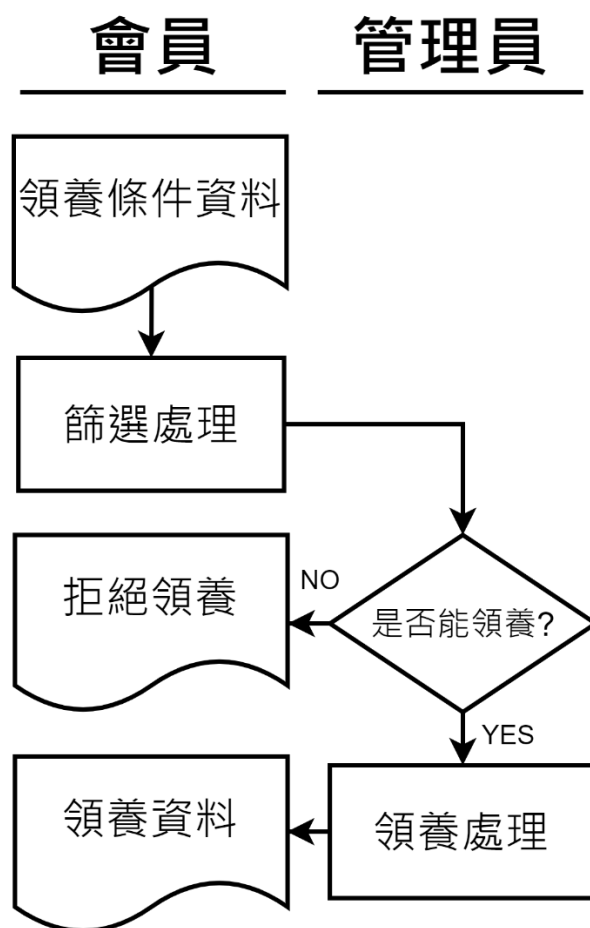 會員
管理員
領養條件資料
篩選處理
拒絕領養
NO
是否能領養?
YES
領養資料
領養處理